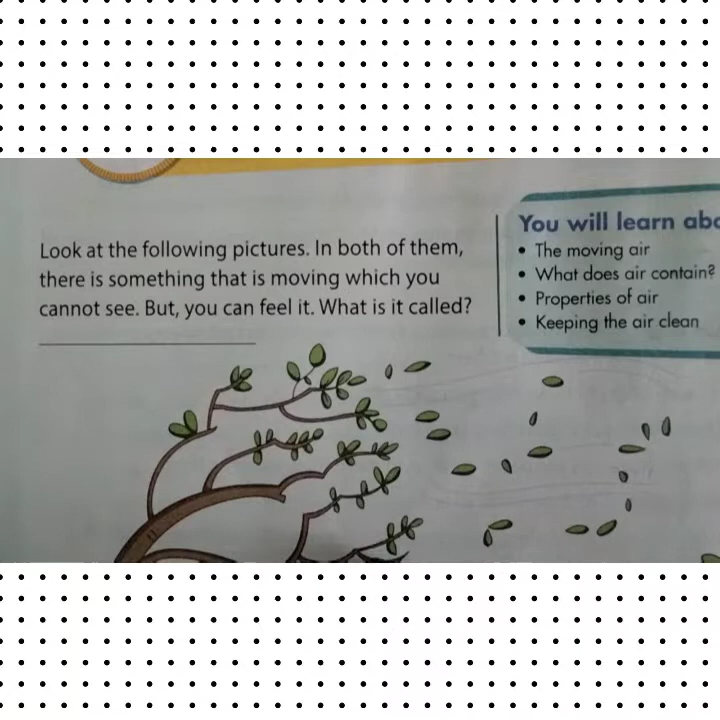 Look at the following pictures. In both of them,
there is something that is moving which you
cannot see. But, you can feel it. What is it called?
You will learn
• The moving air
• What does air contain?
• Properties of air
• Keeping the air clean